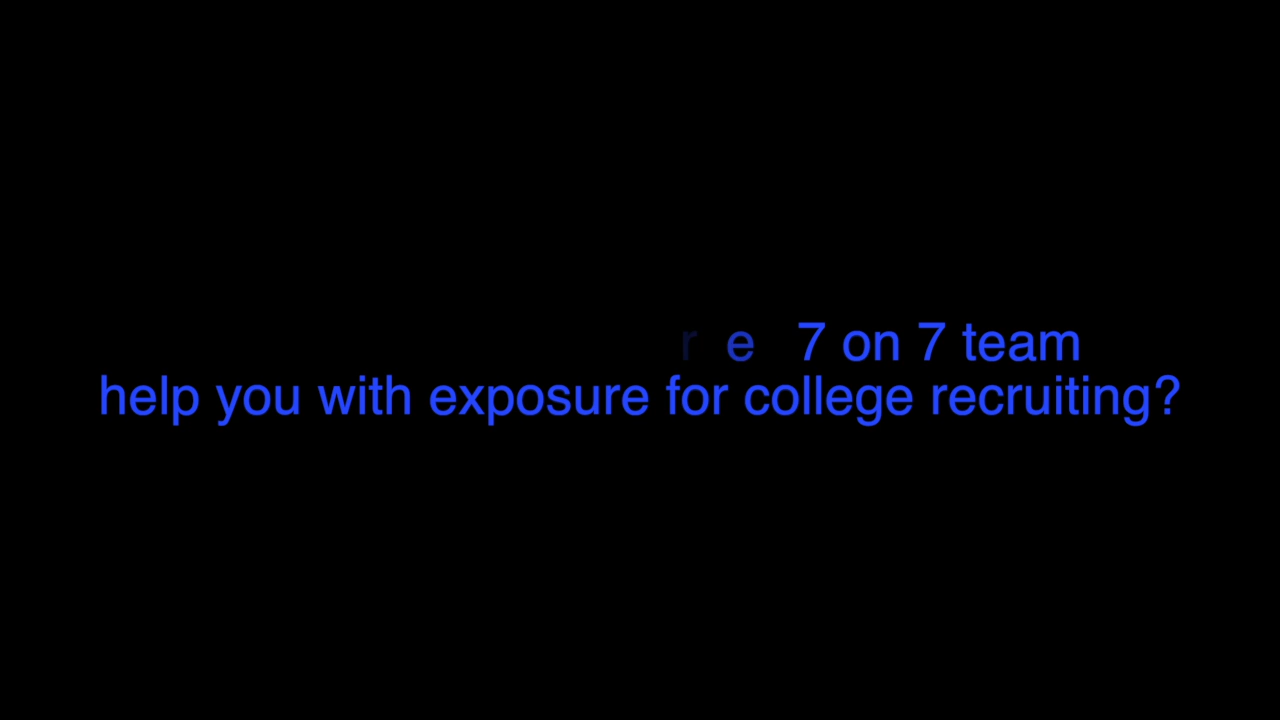 7 on 7 team
help you with exposure for college recruiting?